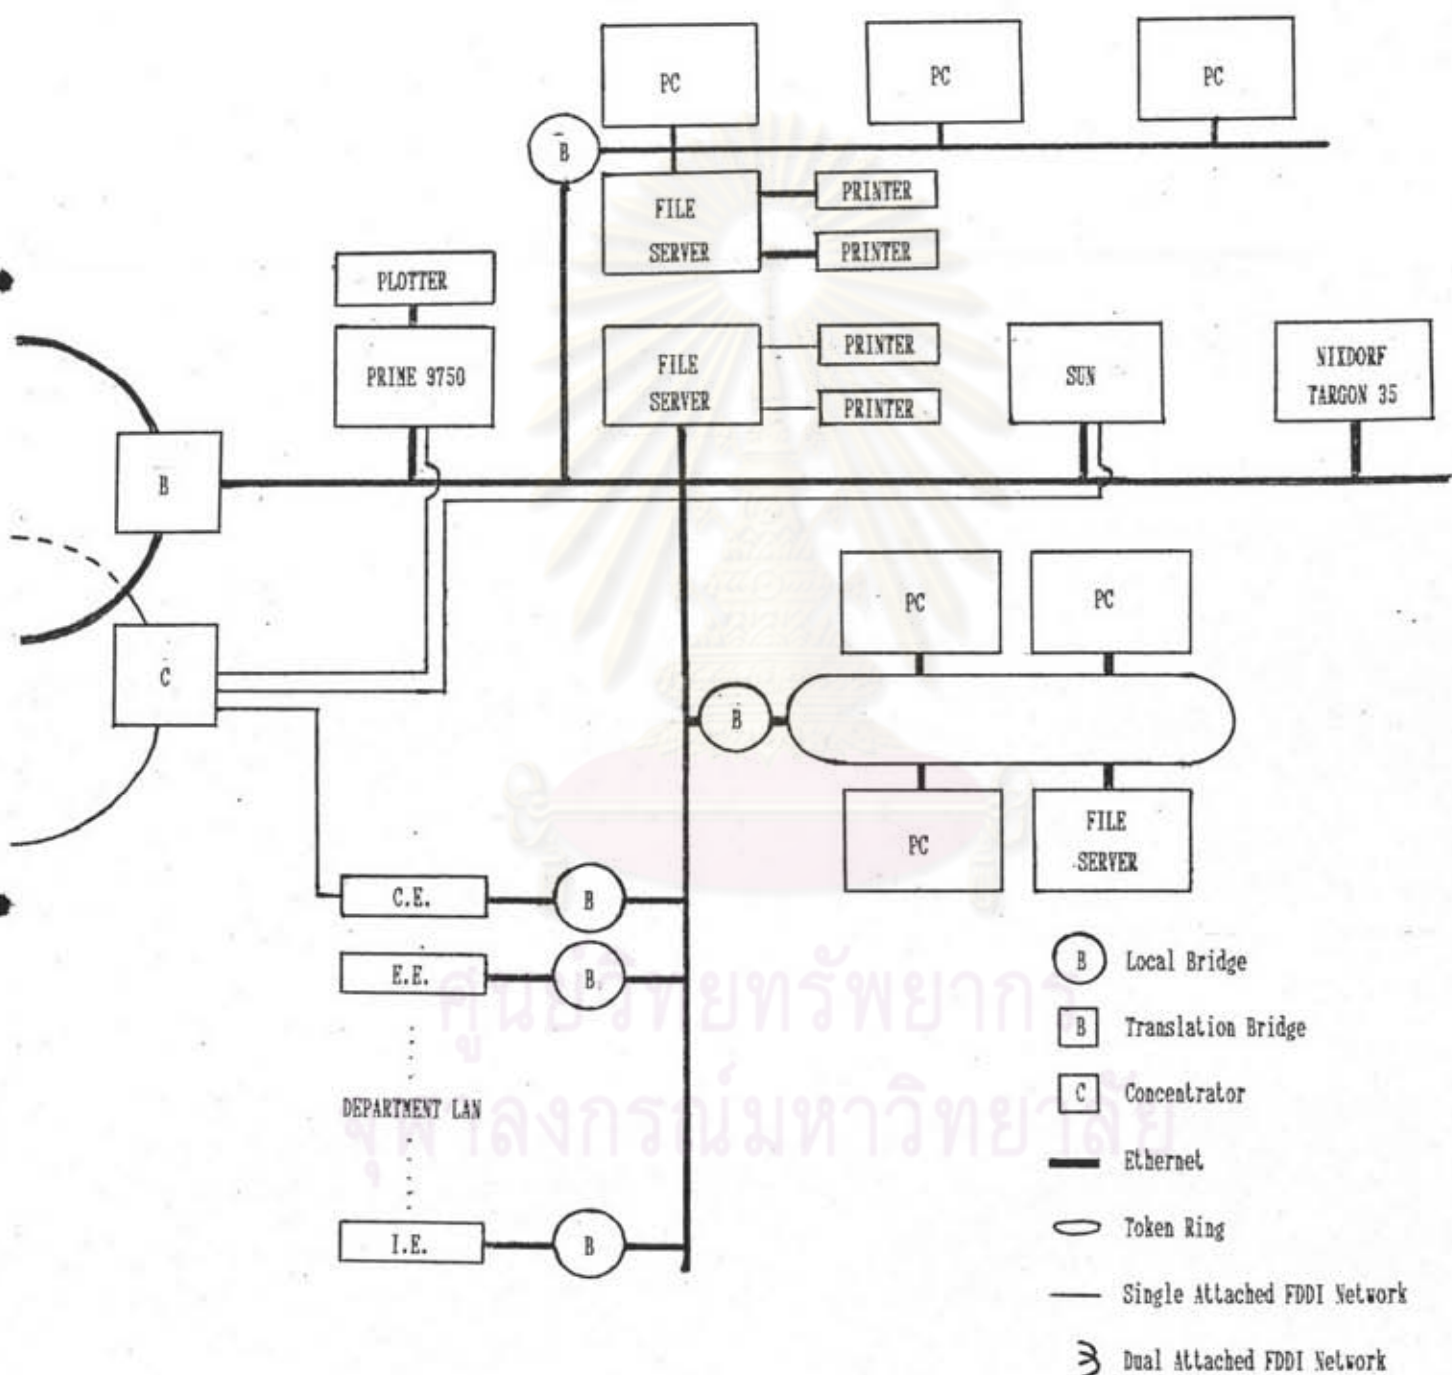 PC
PC
PC
B
FILE
SERVER
PRINTER
PRINTER
PLOTTER
PRIME 9750
FILE
SERVER
PRINTER
PRINTER
SUN
NIXDORF
TARGON 35
B
PC
PC
C
B
PC
FILE
SERVER
C.E.
B
E.E.
B
DEPARTMENT LAN
I.E.
B
B Local Bridge
B Translation Bridge
C Concentrator
Ethernet
Token Ring
Single Attached FDDI Network
Dual Attached FDDI Network
ศูนย์วิทยทรัพยากร
จุฬาลงกรณ์มหาวิทยาลัย